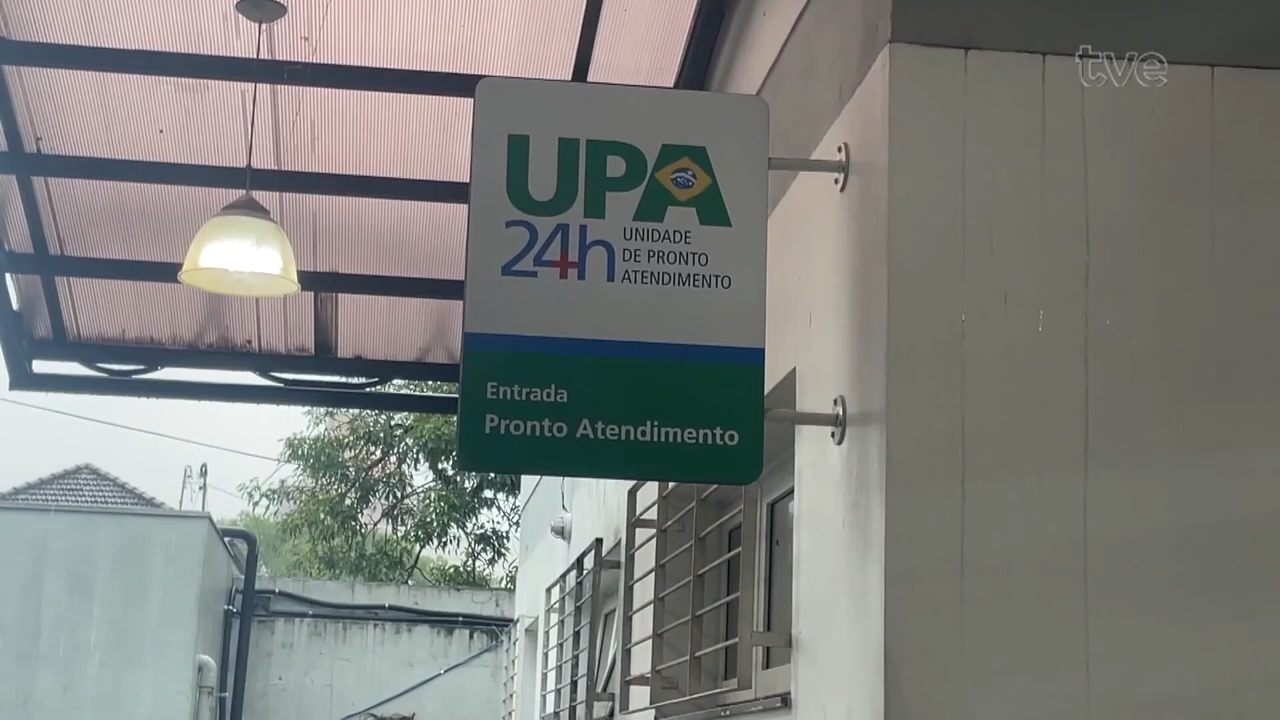 tve
UPA
24h
UNIDADE
DE PRONTO
ATENDIMENTO
Entrada
Pronto Atendimento